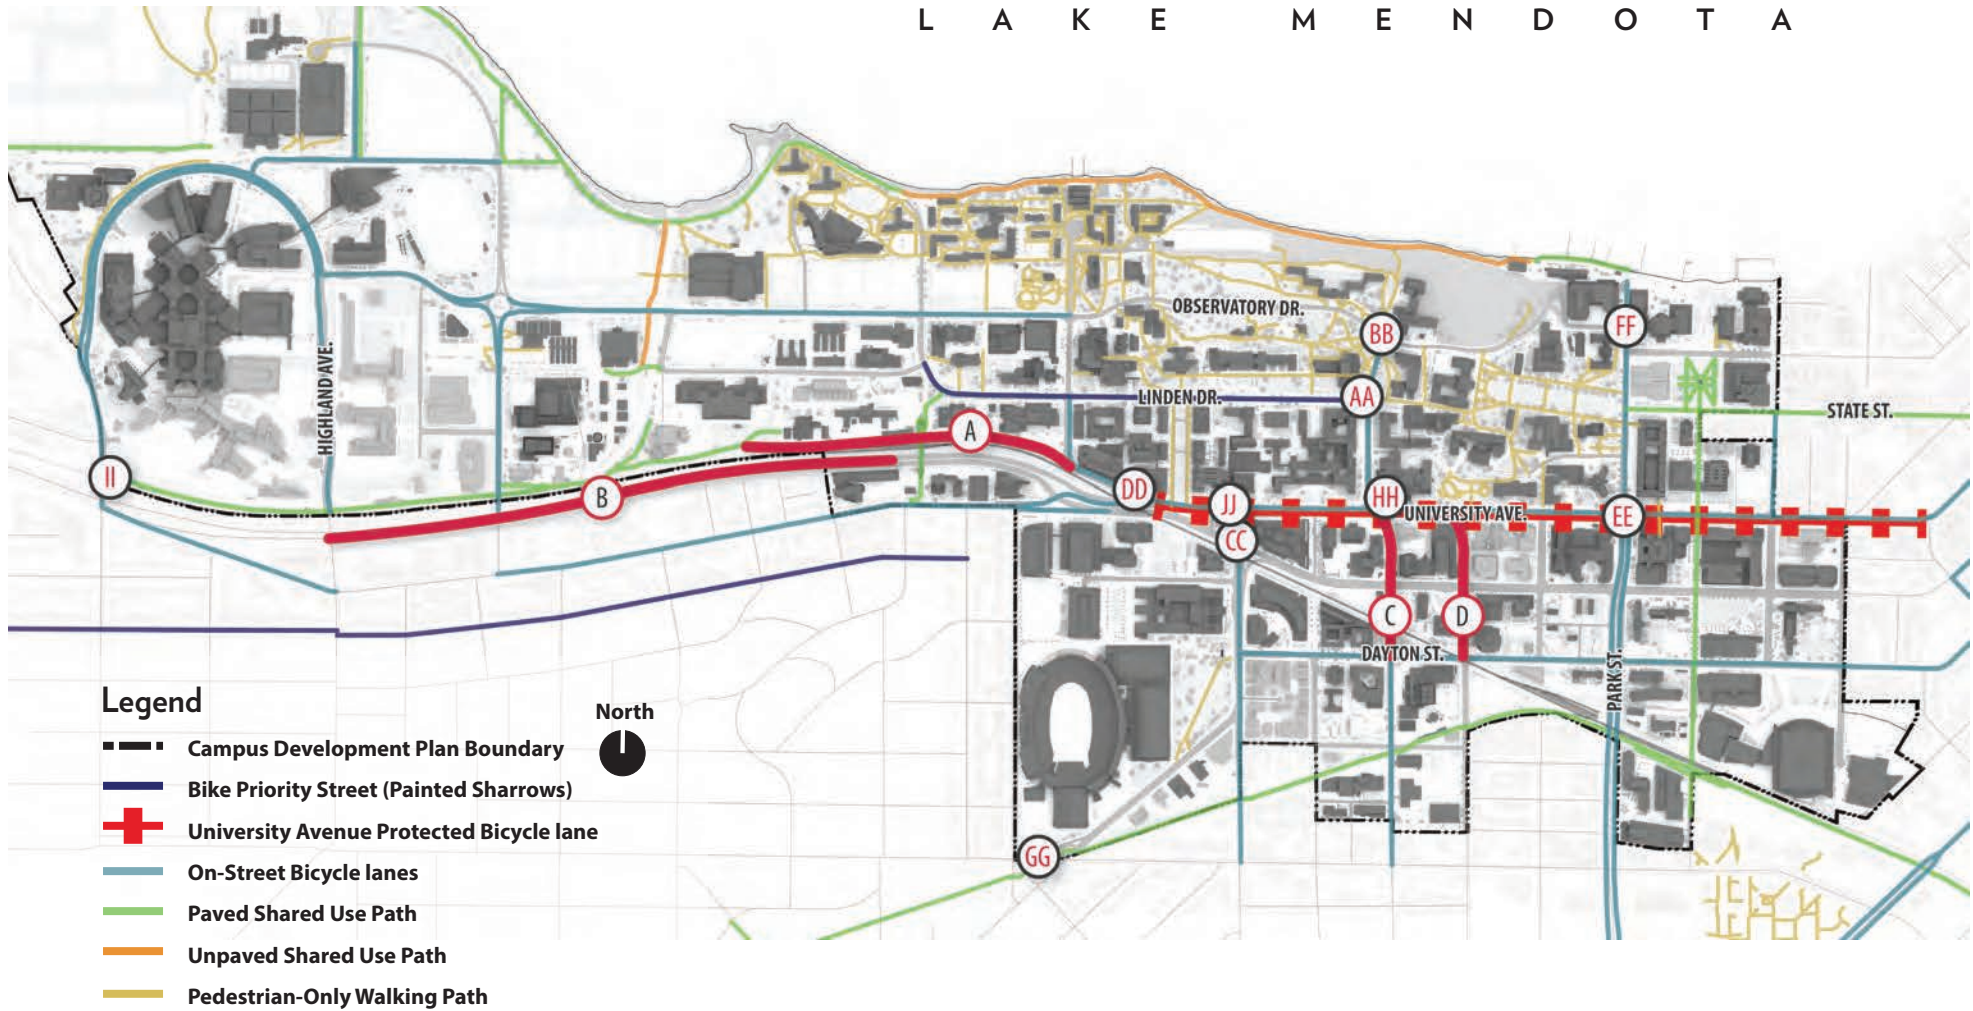 LAKE MENDOTA
OBSERVATORY DR.
BB
FF
HIGHLAND AVE.
LINDEN DR.
AA
STATE ST.
A
II
B
DD
JJ
HH
UNIVERSITY AVE.
EE
CC
C
D
DAYTON ST.
PARK ST.
GG
Legend
North
Campus Development Plan Boundary
Bike Priority Street (Painted Sharrows)
University Avenue Protected Bicycle lane
On-Street Bicycle lanes
Paved Shared Use Path
Unpaved Shared Use Path
Pedestrian-Only Walking Path